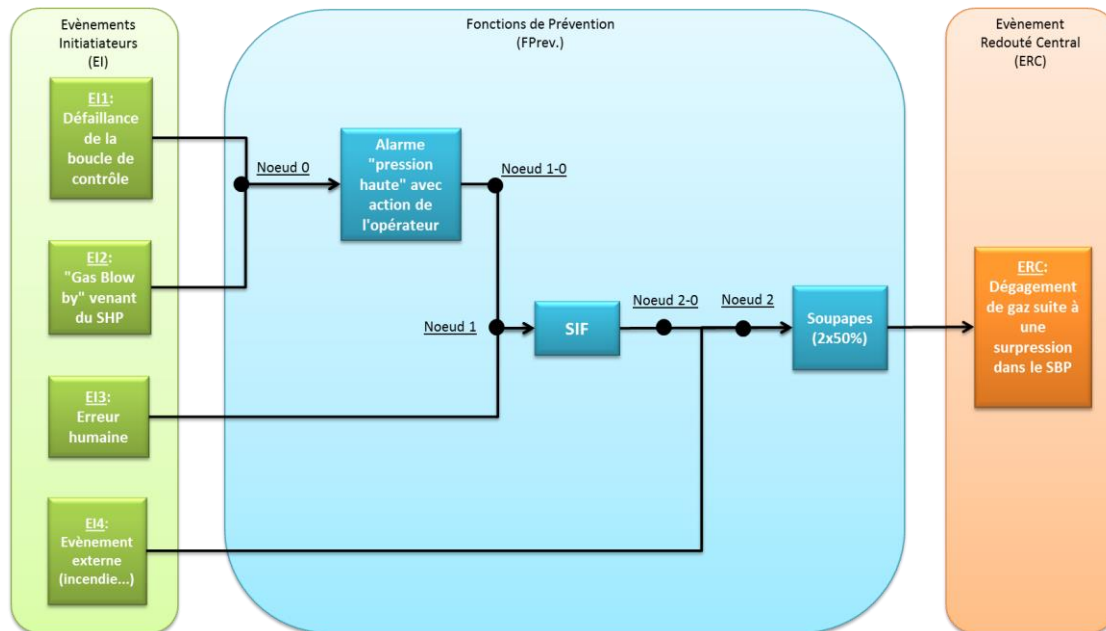 Evènements
Initiatiateurs
(EI)
EI1:
Défaillance
de la
boucle de
contrôle
EI2:
"Gas Blow
by" venant
du SHP
EI3:
Erreur
humaine
EI4:
Evènement
externe
(incendie...)
Fonctions de Prévention
(FPrev.)
Noeud 0
Alarme
"pression
haute" avec
action de
l'opérateur
Noeud 1-0
Noeud 1
SIF
Noeud 2-0
Noeud 2
Soupapes
(2x50%)
Evènement
Redouté Central
(ERC)
ERC:
Dégagement
de gaz suite à
une
surpression
dans le SBP